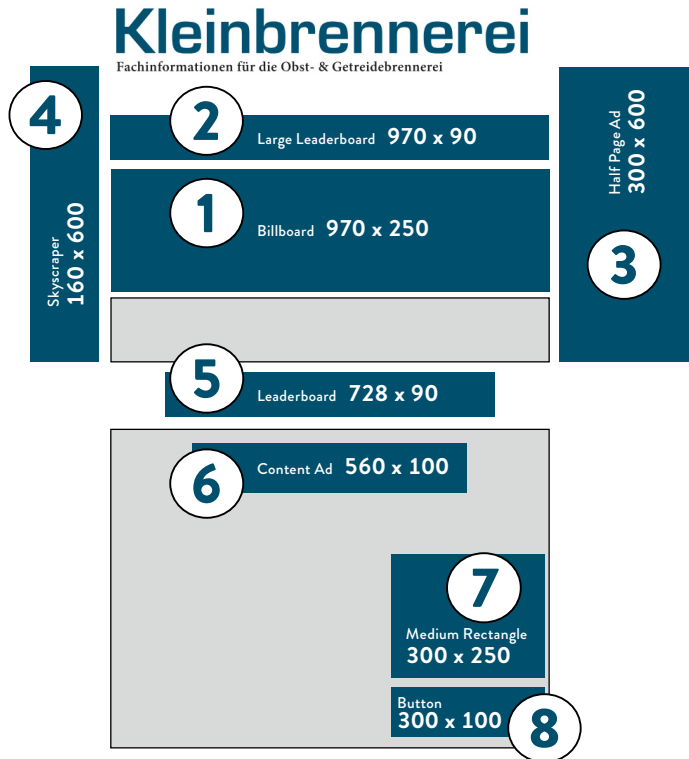 Kleinbrennerei
Fachinformationen für die Obst- & Getreidebrennerei
4
Skyscraper
160 x 600
2
Large Leaderboard 970 x 90
1
Billboard 970 x 250
Half Page Ad
300 x 600
3
5
Leaderboard 728 x 90
6
Content Ad 560 x 100
7
Medium Rectangle
300 x 250
Button
300 x 100
8